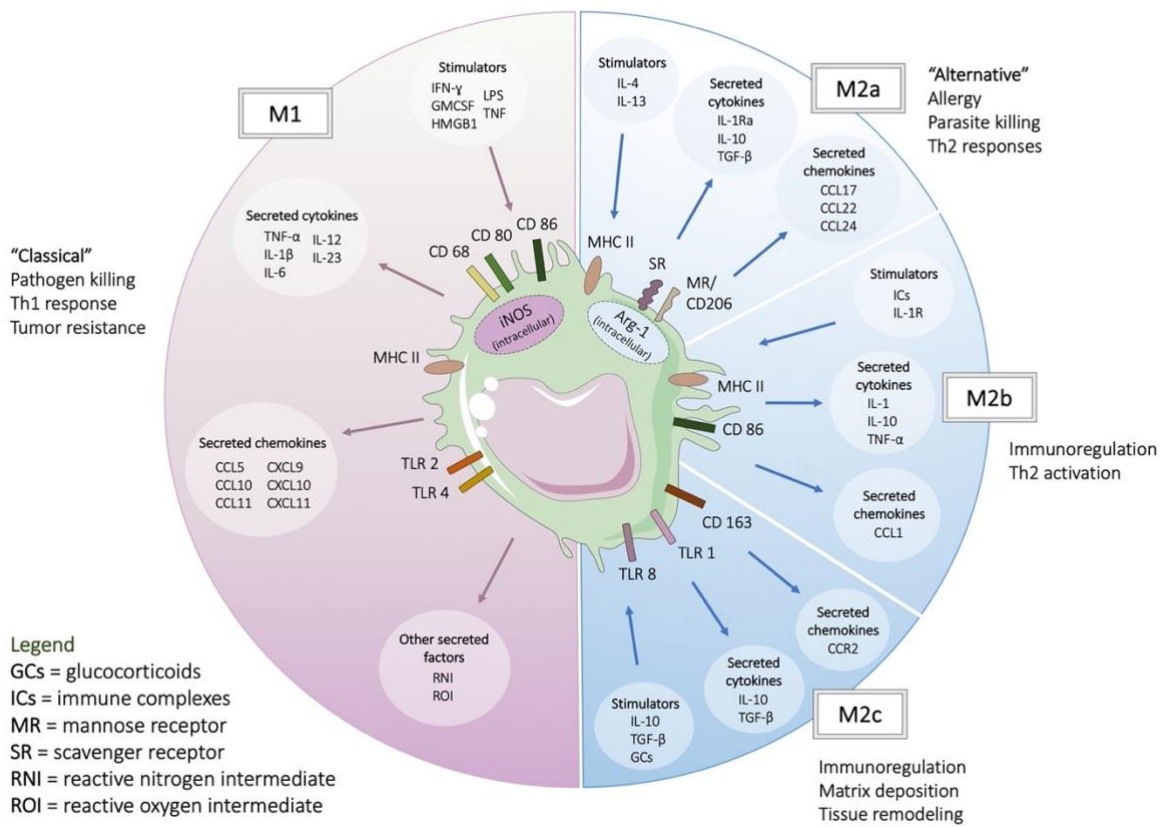 M1
Stimulators
IFN-ɣ
GMCSF
HMGB1
LPS
TNF
Secreted cytokines
TNF-α
IL-1β
IL-6
IL-12
IL-23
"Classical"
Pathogen killing
Th1 response
Tumor resistance
Secreted chemokines
CCL5
CCL10
CCL11
CXCL9
CXCL10
CXCL11
Other secreted
factors
RNI
ROI
CD 68
CD 80
CD 86
MHC II
TLR 2
TLR 4
iNOS
(intracellular)
Arg-1
(intracellular)
MHC II
SR
MR/
CD206
MHC II
CD 86
CD 163
TLR 1
TLR 8
Stimulators
IL-4
IL-13
Secreted
cytokines
IL-1Ra
IL-10
TGF-β
Secreted
chemokines
CCL17
CCL22
CCL24
M2a
"Alternative"
Allergy
Parasite killing
Th2 responses
Stimulators
ICs
IL-1R
Secreted
cytokines
IL-1
IL-10
TNF-α
Secreted
chemokines
CCL1
M2b
Immunoregulation
Th2 activation
Secreted
chemokines
CCR2
Secreted
cytokines
IL-10
TGF-β
Stimulators
IL-10
TGF-β
GCs
M2c
Immunoregulation
Matrix deposition
Tissue remodeling
Legend
GCs = glucocorticoids
ICs = immune complexes
MR = mannose receptor
SR = scavenger receptor
RNI = reactive nitrogen intermediate
ROI = reactive oxygen intermediate